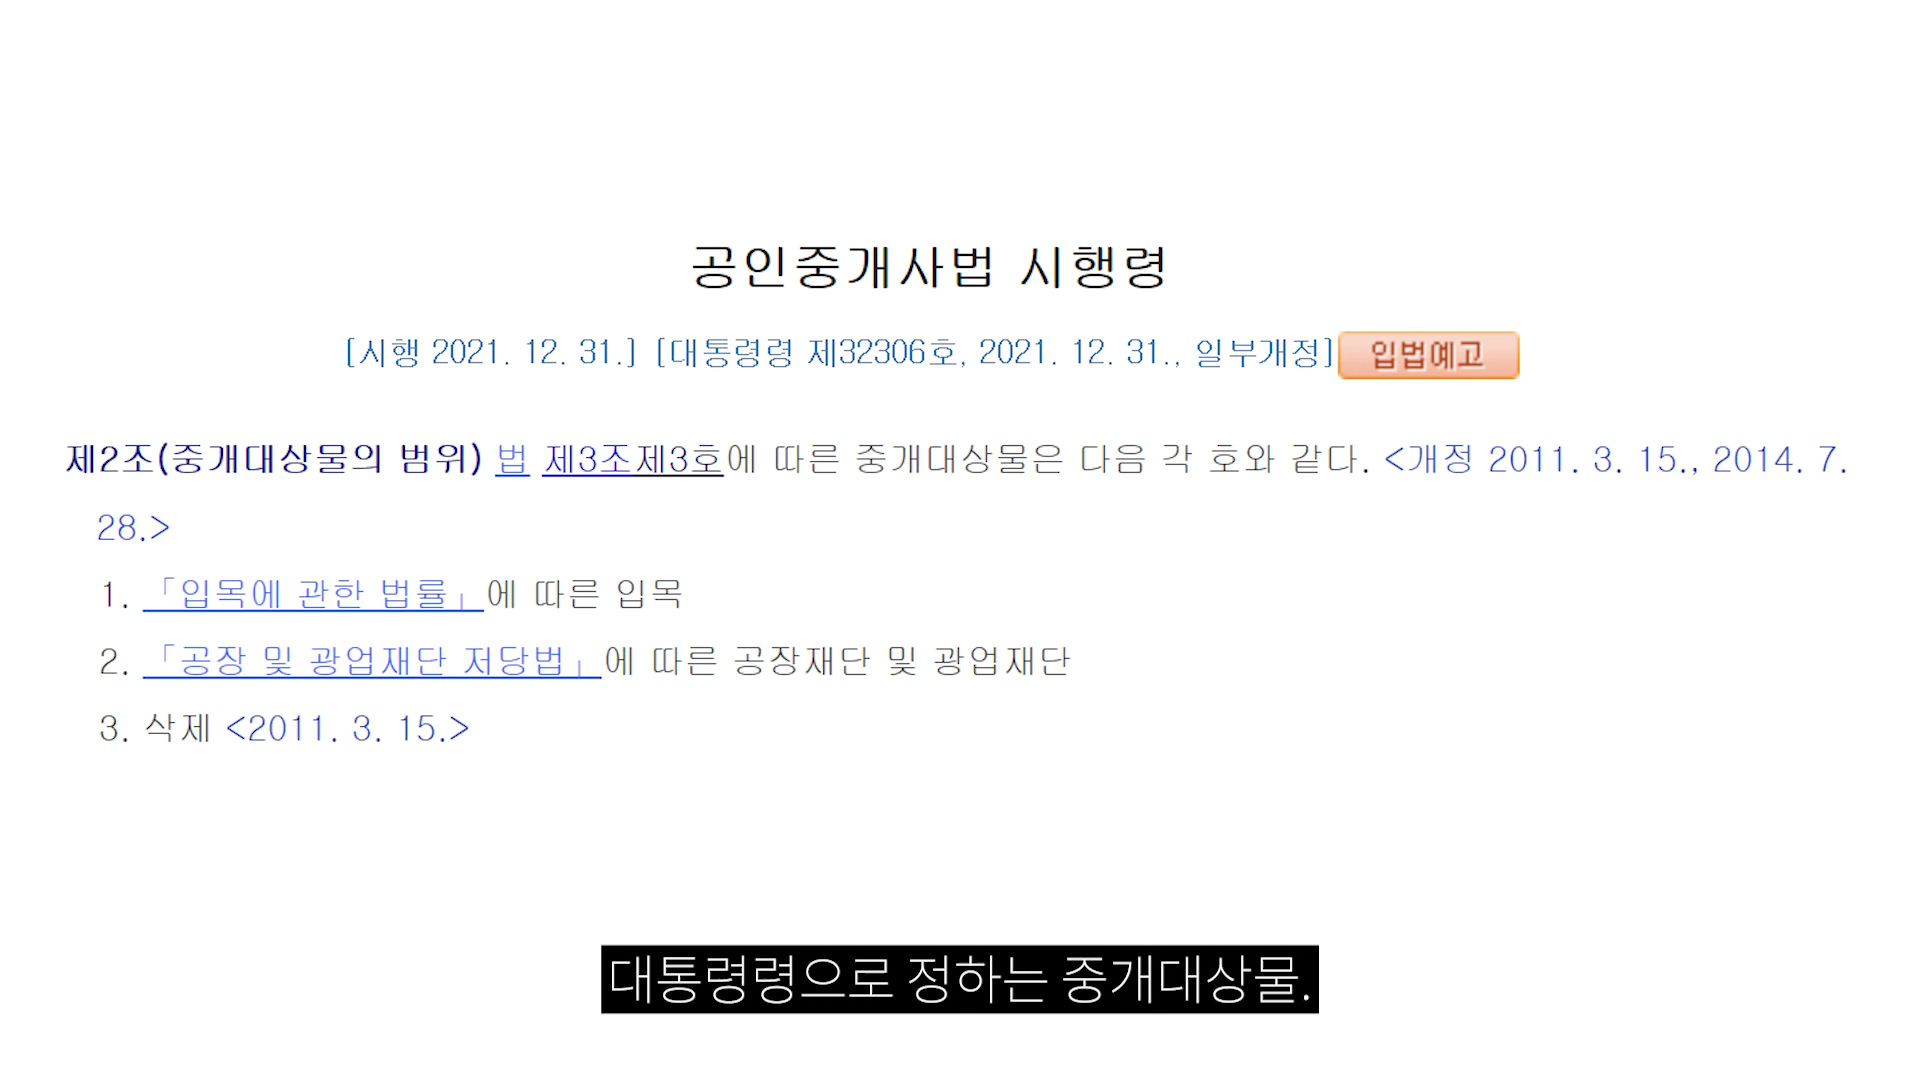 공인중개사법 시행령
[시행 2021. 12. 31.] [대통령령 제32306호, 2021. 12. 31., 일부개정] 입법예고
제2조(중개대상물의 범위) 법 제3조제3호에 따른 중개대상물은 다음 각 호와 같다. <개정 2011. 3. 15., 2014. 7.
28.>
1. 「입목에 관한 법률」에 따른 입목
2. 「공장 및 광업재단 저당법」에 따른 공장재단 및 광업재단
3. 삭제 <2011. 3. 15.>
대통령령으로 정하는 중개대상물.